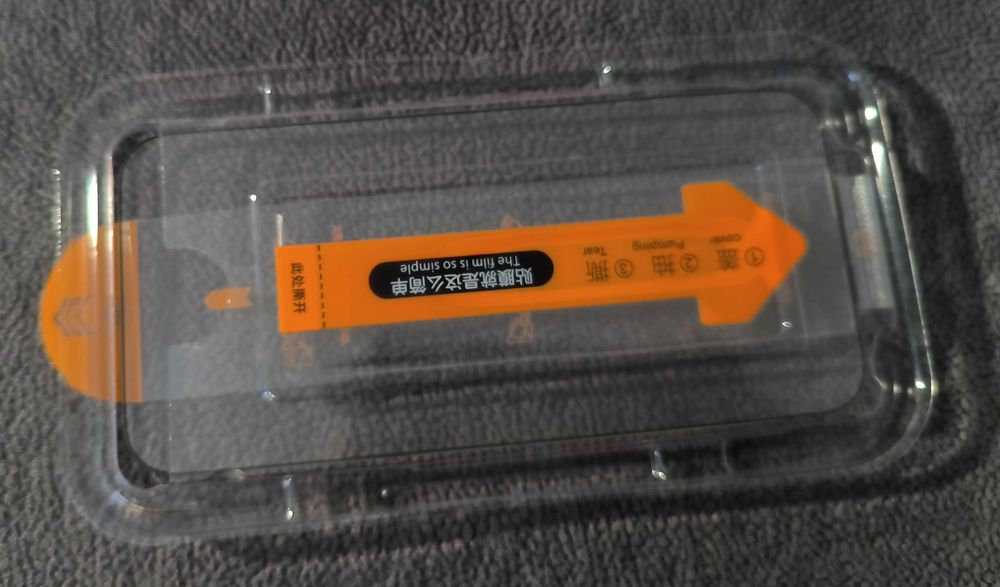 ①盖
cover
②抽
Pumping
③撕
Tear
贴膜就是这么简单
The film is so simple
此处撕开